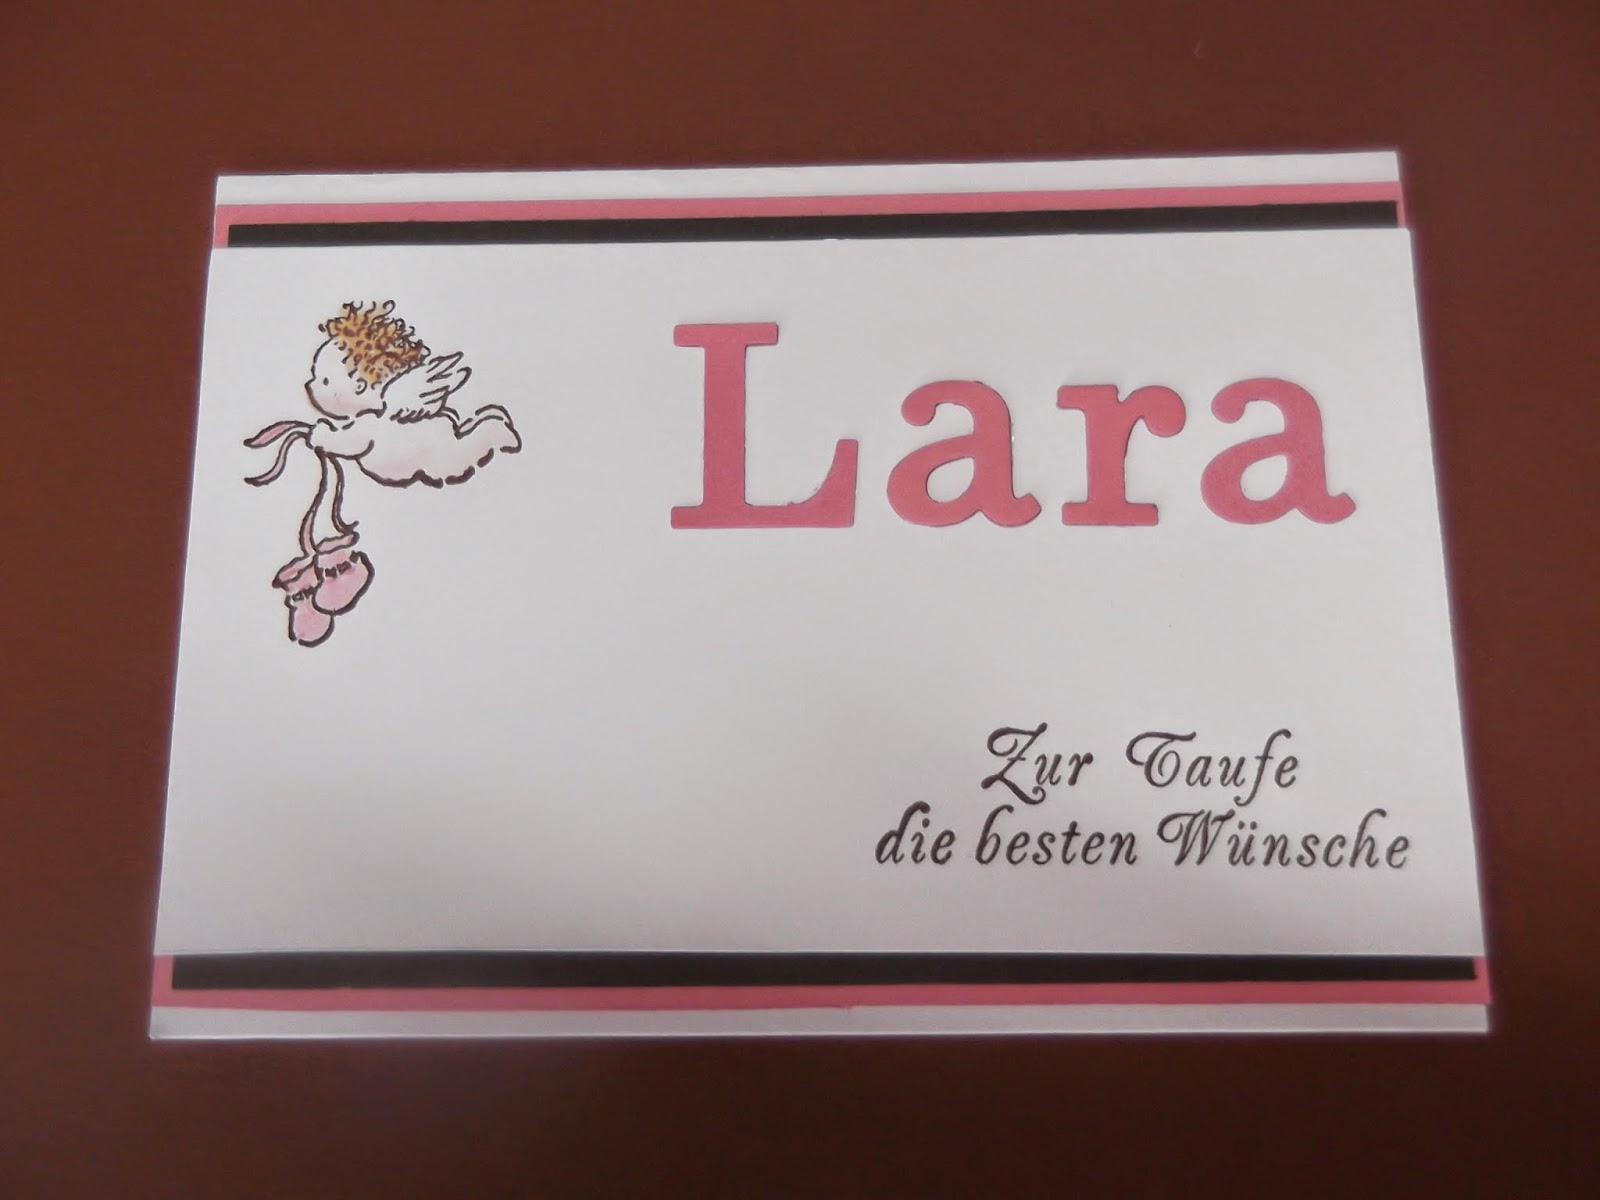 Lara
Zur Taufe
die besten Wünsche